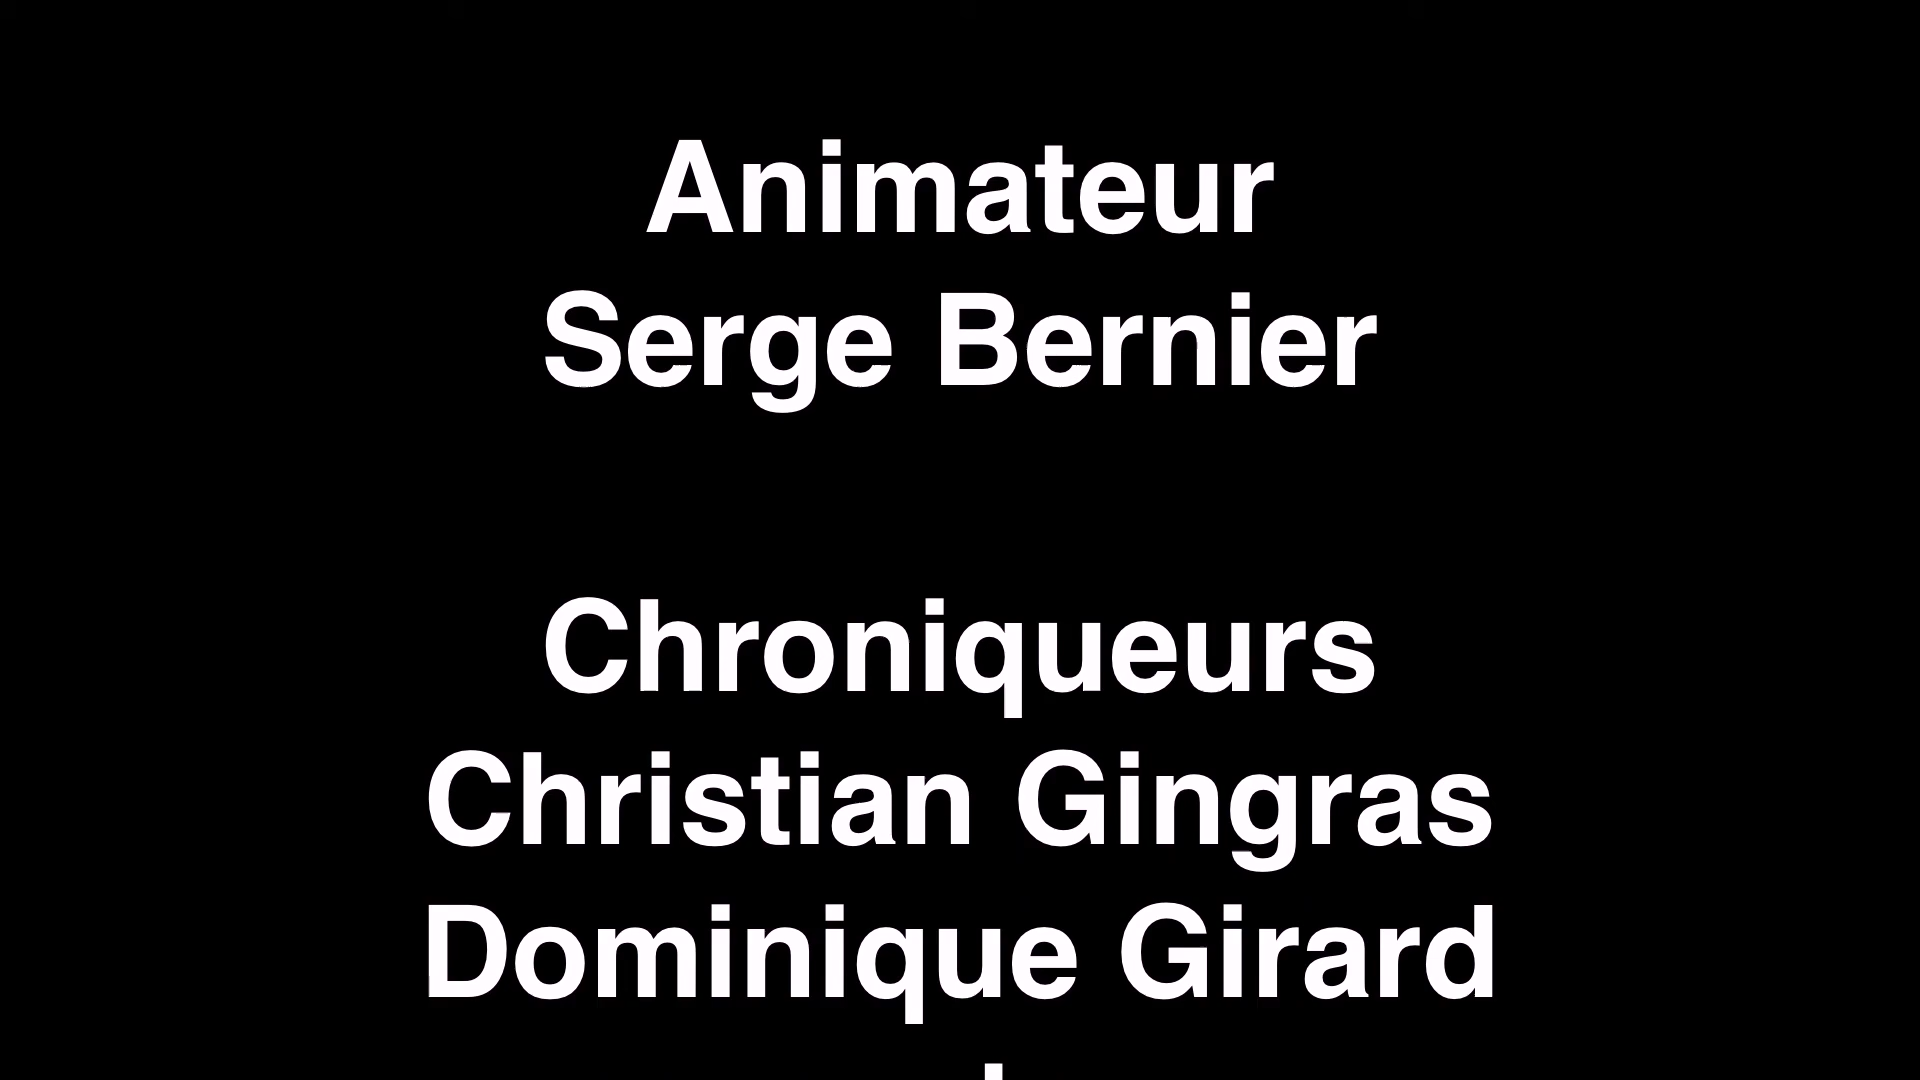 Animateur
Serge Bernier
Chroniqueurs
Christian Gingras
Dominique Girard